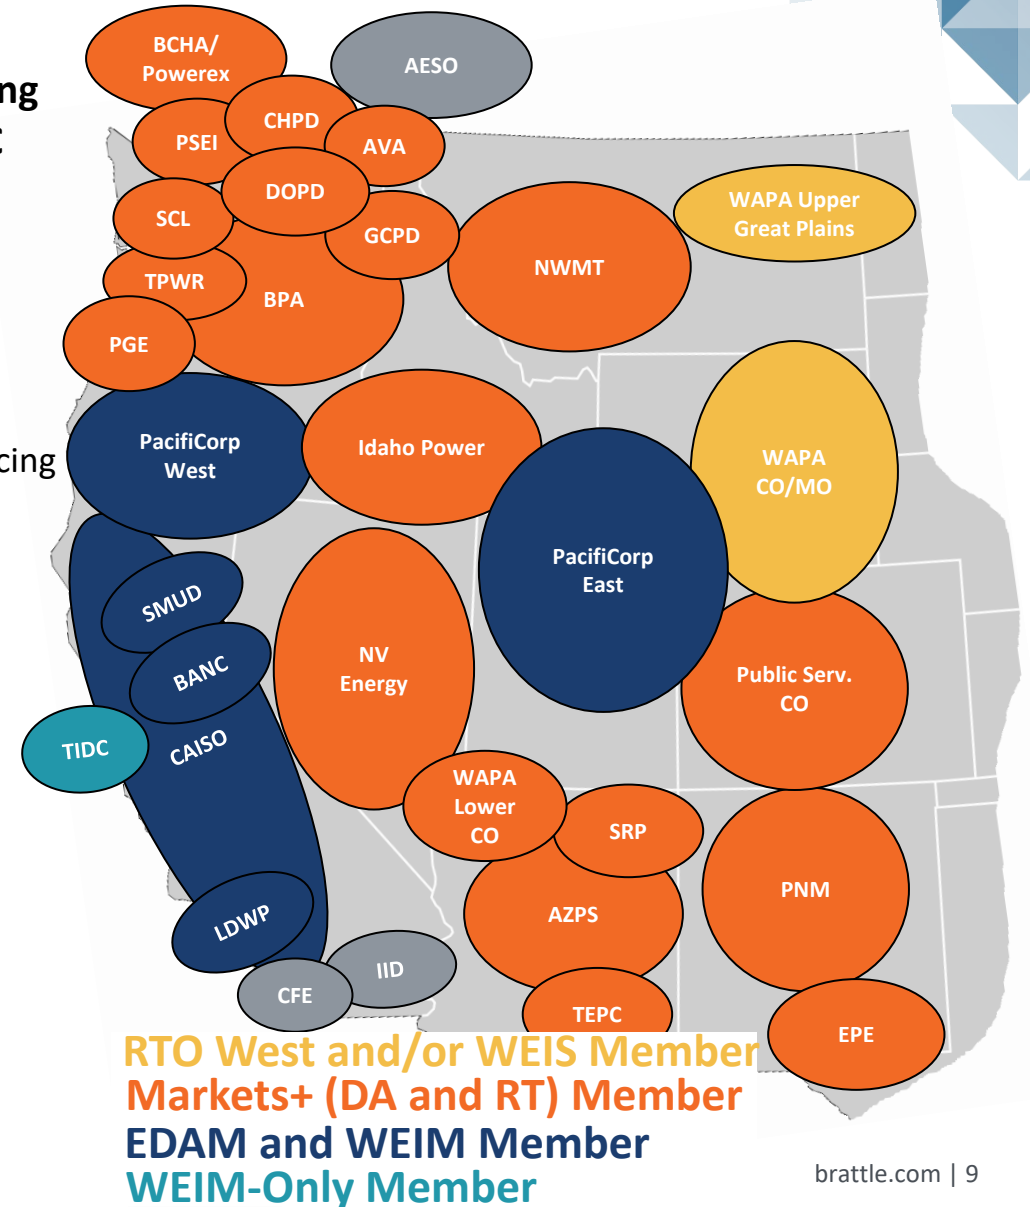 BCHA/
Powerex
AESO
ng
CHPD
PSEI
AVA
DOPD
WAPA Upper
Great Plains
SCL
GCPD
NWMT
TPWR
BPA
PGE
PacifiCorp
West
Idaho Power
cing
WAPA
CO/MO
PacifiCorp
East
SMUD
NV
Energy
BANC
Public Serv.
CO
TIDC
CAISO
WAPA
Lower
CO
SRP
PNM
AZPS
LDWP
IID
CFE
TEPC
EPE
RTO West and/or WEIS Member
Markets+ (DA and RT) Member
EDAM and WEIM Member
WEIM-Only Member
brattle.com | 9